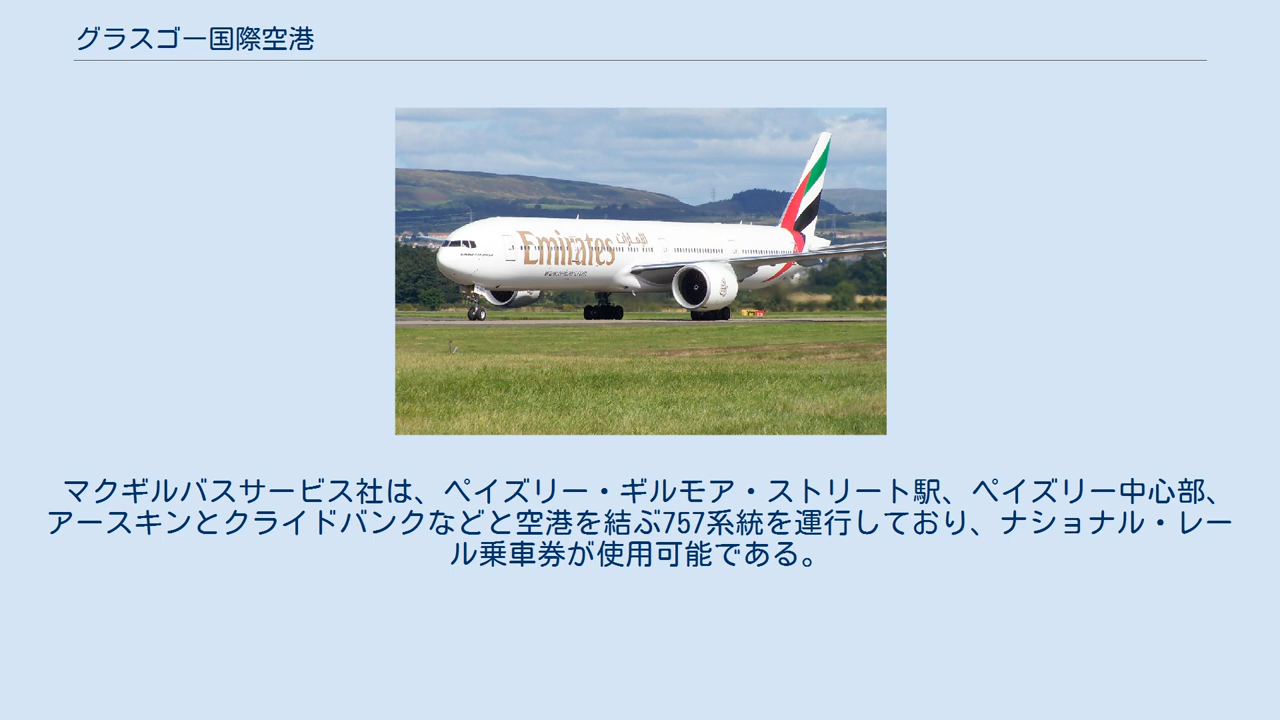 グラスゴー国際空港
Emirates
الإمارات
マクギルバスサービス社は、ペイズリー・ギルモア・ストリート駅、ペイズリー中心部、
アースキンとクライドバンクなどと空港を結ぶ757系統を運行しており、ナショナル・レー
ル乗車券が使用可能である。